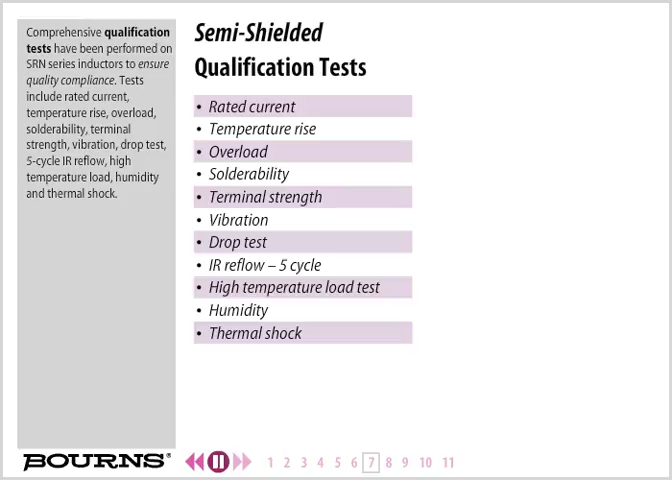 Comprehensive qualification
tests have been performed on
SRN series inductors to ensure
quality compliance. Tests
include rated current,
temperature rise, overload,
solderability, terminal
strength, vibration, drop test,
5-cycle IR reflow, high
temperature load, humidity
and thermal shock.
Semi-Shielded
Qualification Tests
• Rated current
• Temperature rise
• Overload
• Solderability
• Terminal strength
• Vibration
• Drop test
• IR reflow – 5 cycle
• High temperature load test
• Humidity
• Thermal shock
BOURNS®
1 2 3 4 5 6 7 8 9 10 11